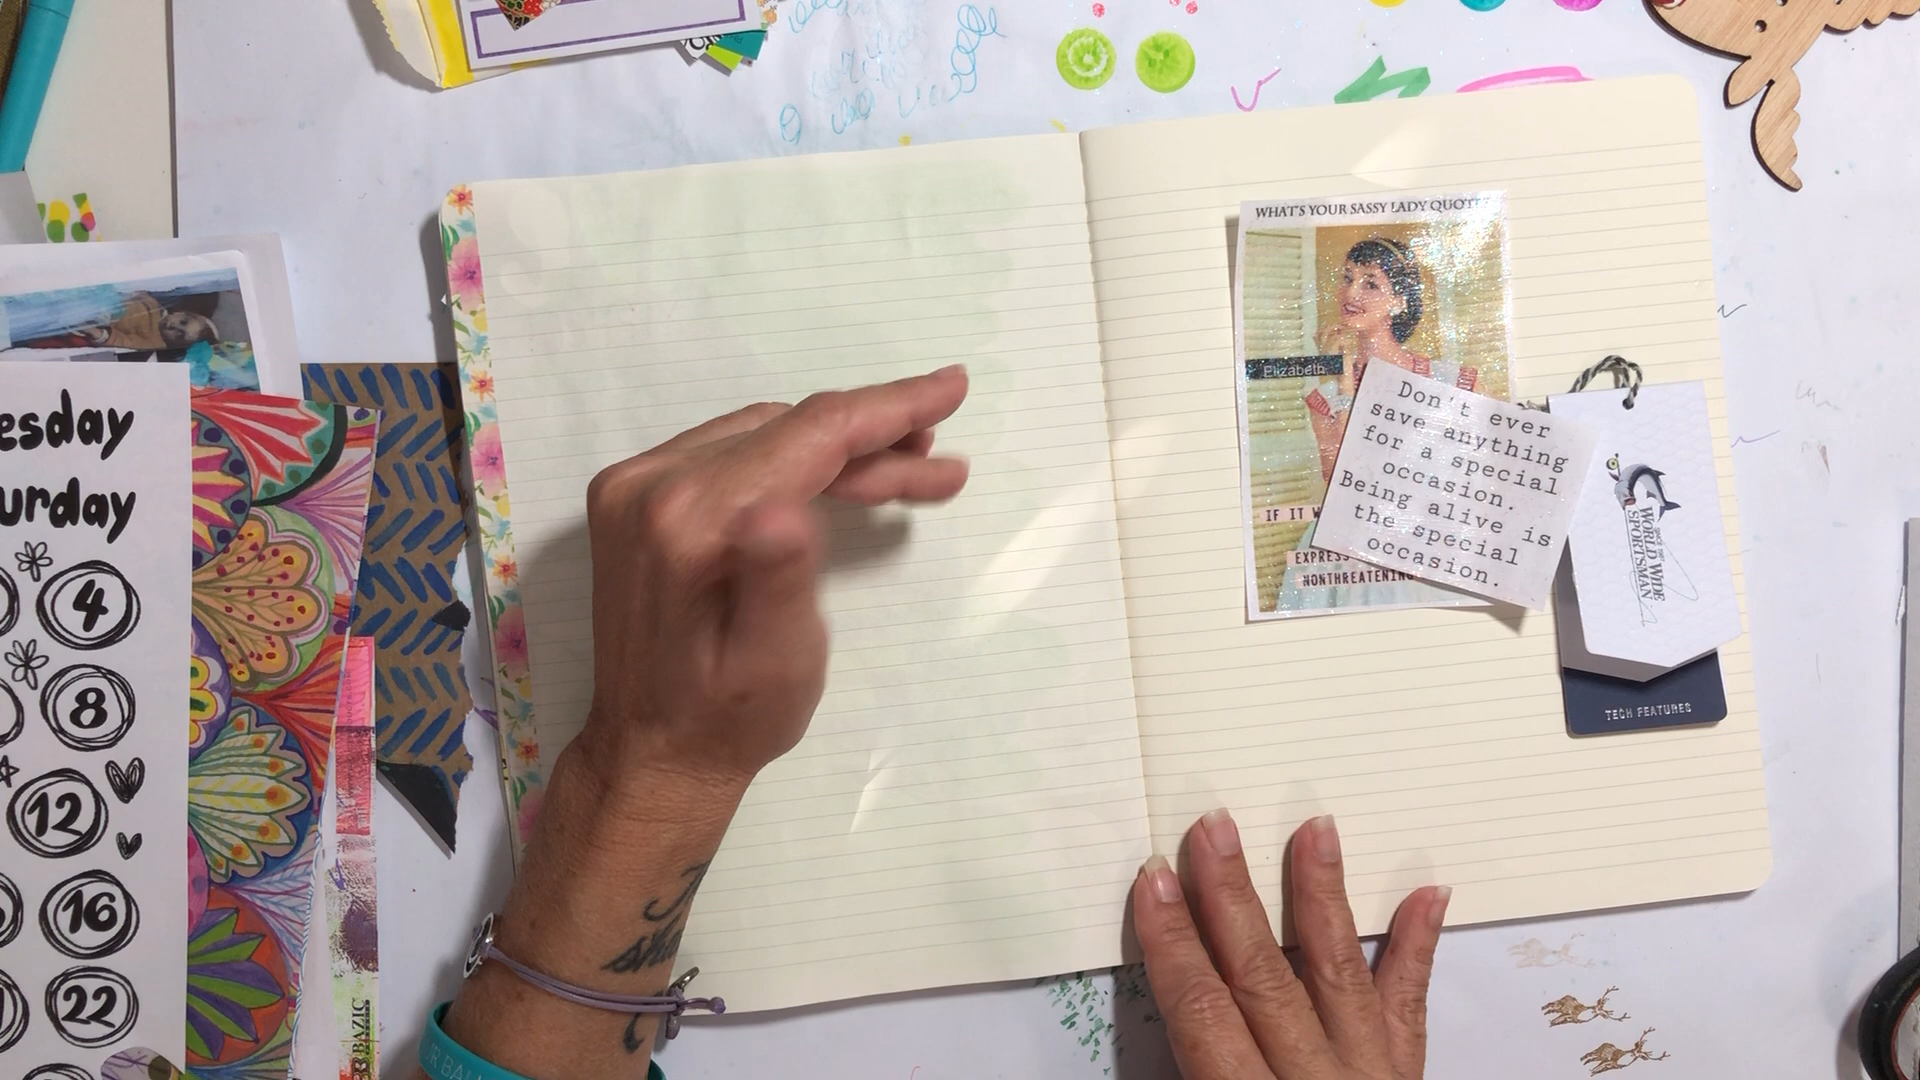 WHAT'S YOUR SASSY LADY QUOTE?
Elizabeth
IF IT
EXPRESS
NONTHREATENING
Don't ever
save anything
for a special
occasion.
Being alive is
the special
occasion.
WORLD WIDE
SPORTSMAN
TECH FEATURES
esday
urday
4
8
12
16
22
BAZIC